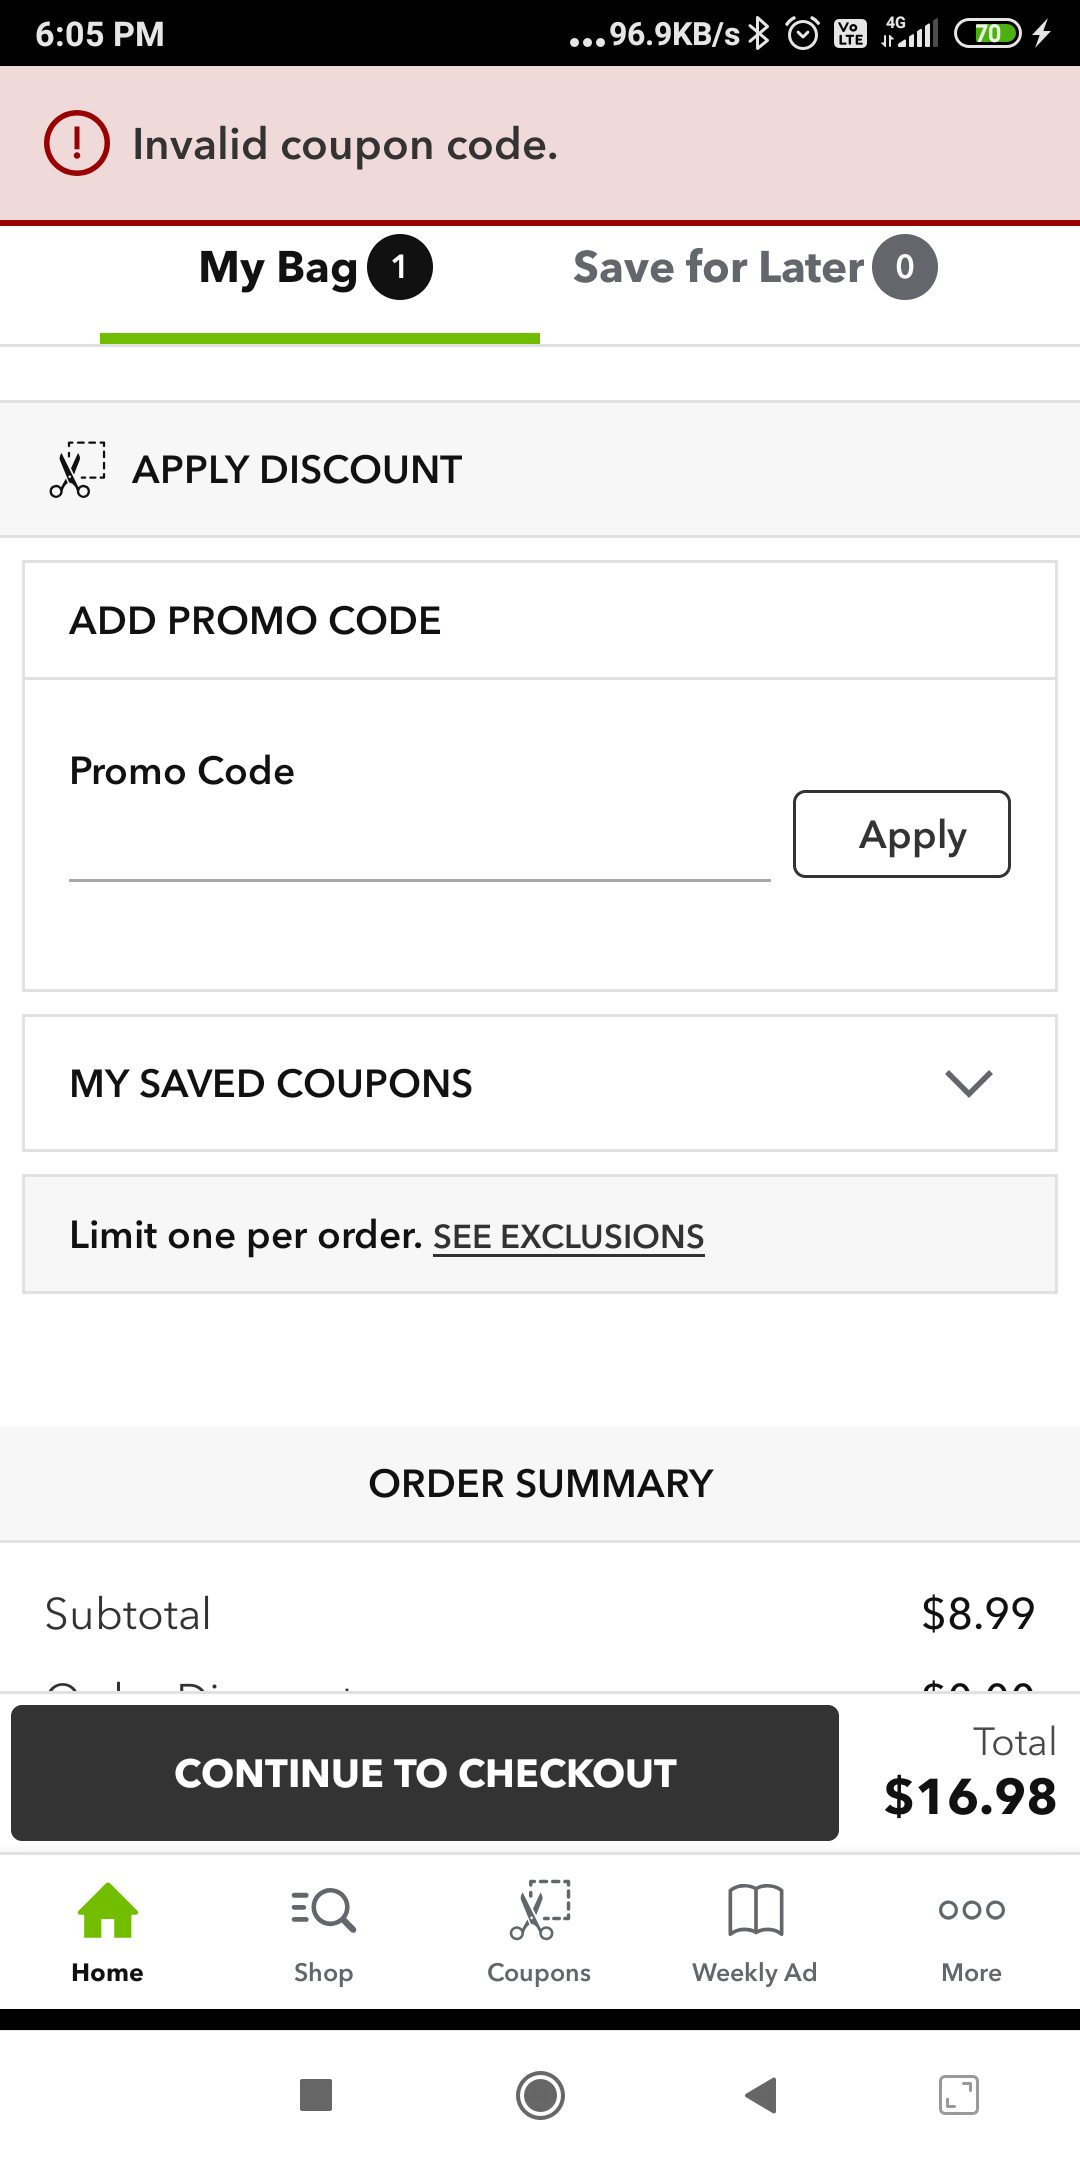 6:05 PM
...96.9KB/s
Vo LTE
4G
70
Invalid coupon code.
My Bag 1
Save for Later 0
APPLY DISCOUNT
ADD PROMO CODE
Promo Code
Apply
MY SAVED COUPONS
Limit one per order. SEE EXCLUSIONS
ORDER SUMMARY
Subtotal $8.99
CONTINUE TO CHECKOUT
Total
$16.98
Home
Shop
Coupons
Weekly Ad
More